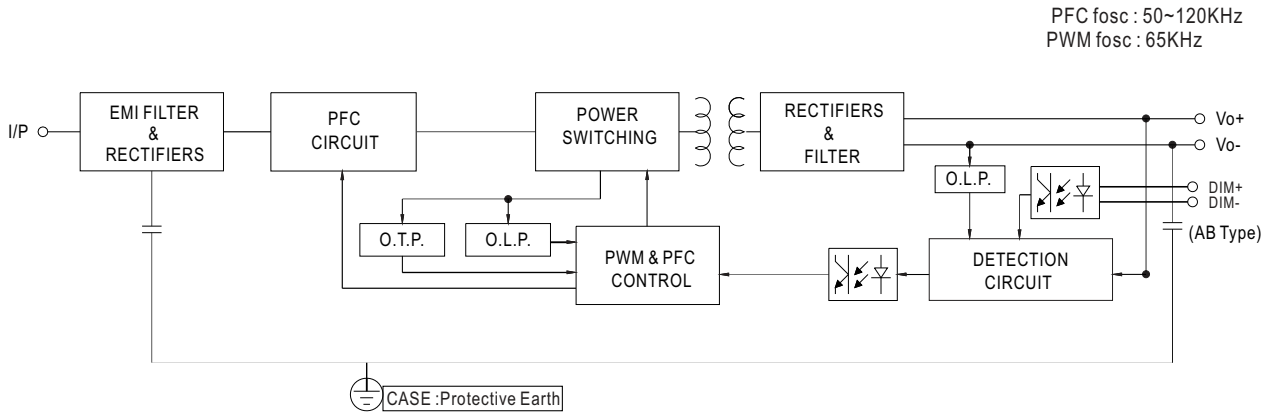 PFC fosc : 50~120KHz
PWM fosc : 65KHz
I/P
EMI FILTER
&
RECTIFIERS
PFC
CIRCUIT
POWER
SWITCHING
RECTIFIERS
&
FILTER
Vo+
Vo-
O.L.P.
DIM+
DIM-
(AB Type)
O.T.P.
O.L.P.
PWM & PFC
CONTROL
DETECTION
CIRCUIT
CASE :Protective Earth